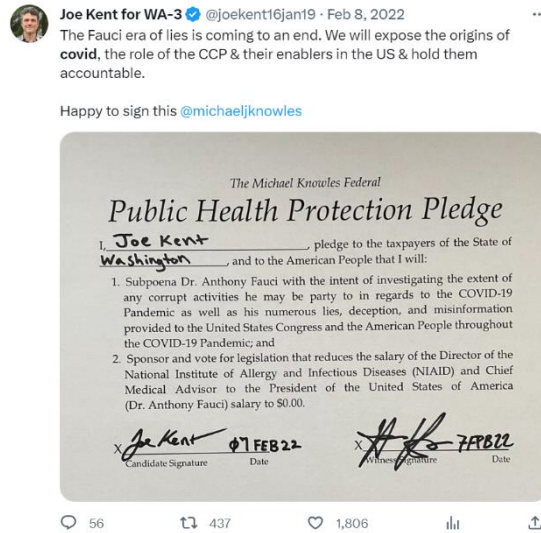 Joe Kent for WA-3 @joekent16jan19 · Feb 8, 2022
The Fauci era of lies is coming to an end. We will expose the origins of
covid, the role of the CCP & their enablers in the US & hold them
accountable.
Happy to sign this @michaeljknowles
The Michael Knowles Federal
Public Health Protection Pledge
I, Joe Kent, pledge to the taxpayers of the State of
Washington, and to the American People that I will:
1. Subpoena Dr. Anthony Fauci with the intent of investigating the extent of
any corrupt activities he may be party to in regards to the COVID-19
Pandemic as well as his numerous lies, deception, and misinformation
provided to the United States Congress and the American People throughout
the COVID-19 Pandemic; and
2. Sponsor and vote for legislation that reduces the salary of the Director of the
National Institute of Allergy and Infectious Diseases (NIAID) and Chief
Medical Advisor to the President of the United States of America
(Dr. Anthony Fauci) salary to $0.00.
X Joe Kent 07 FEB 22 X 7FEB22
Candidate Signature Date Witness Signature Date
56 437 1,806